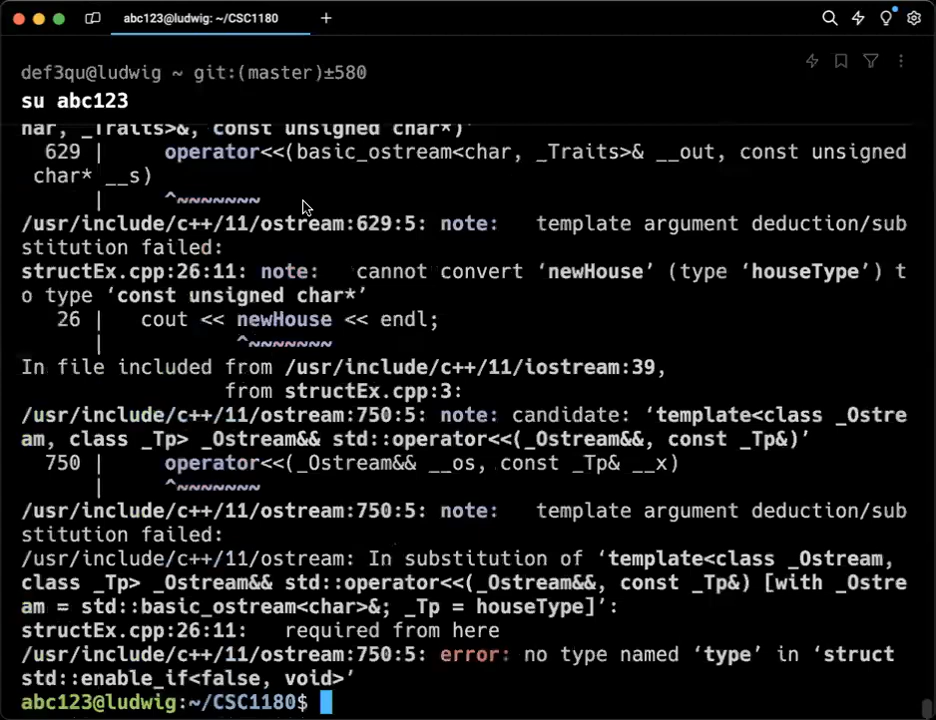 abc123@ludwig: ~/CSC1180
def3qu@ludwig ~ git:(master)±580
su abc123
har, _Traits>&, const unsigned char*)’
629 | operator<<(basic_ostream<char, _Traits>& __out, const unsigned
char* __s)
| ^~~~~~~~
/usr/include/c++/11/ostream:629:5: note: template argument deduction/sub
stitution failed:
structEx.cpp:26:11: note: cannot convert ‘newHouse’ (type ‘houseType’) t
o type ‘const unsigned char*’
26 | cout << newHouse << endl;
| ^~~~~~~~
In file included from /usr/include/c++/11/iostream:39,
from structEx.cpp:3:
/usr/include/c++/11/ostream:750:5: note: candidate: ‘template<class _Ostre
am, class _Tp> _Ostream&& std::operator<<(_Ostream&&, const _Tp&)’
750 | operator<<(_Ostream&& __os, const _Tp& __x)
| ^~~~~~~~
/usr/include/c++/11/ostream:750:5: note: template argument deduction/sub
stitution failed:
/usr/include/c++/11/ostream: In substitution of ‘template<class _Ostream,
class _Tp> _Ostream&& std::operator<<(_Ostream&&, const _Tp&) [with _Ostre
am = std::basic_ostream<char>&; _Tp = houseType]’:
structEx.cpp:26:11: required from here
/usr/include/c++/11/ostream:750:5: error: no type named ‘type’ in ‘struct
std::enable_if<false, void>’
abc123@ludwig:~/CSC1180$